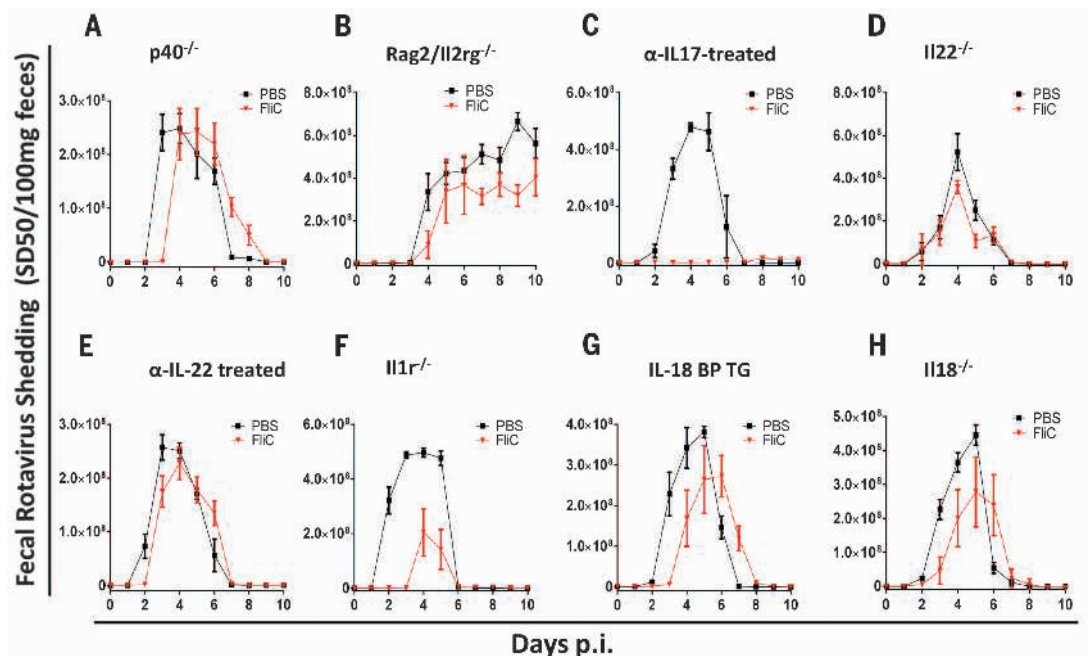 Fecal Rotavirus Shedding (SD50/100mg feces)
A
p40-/-
PBS
FliC
3.0×10⁸
2.0×10⁸
1.0×10⁸
0
0 2 4 6 8 10
B
Rag2/Il2rg-/-
PBS
FliC
8.0×10⁸
6.0×10⁸
4.0×10⁸
2.0×10⁸
0
0 2 4 6 8 10
C
α-IL17-treated
PBS
FliC
6.0×10⁸
4.0×10⁸
2.0×10⁸
0
0 2 4 6 8 10
D
Il22-/-
PBS
FliC
8.0×10⁸
6.0×10⁸
4.0×10⁸
2.0×10⁸
0
0 2 4 6 8 10
E
α-IL-22 treated
PBS
FliC
3.0×10⁸
2.0×10⁸
1.0×10⁸
0
0 2 4 6 8 10
F
Il1r-/-
PBS
FliC
6.0×10⁸
4.0×10⁸
2.0×10⁸
0
0 2 4 6 8 10
G
IL-18 BP TG
PBS
FliC
4.0×10⁸
3.0×10⁸
2.0×10⁸
1.0×10⁸
0
0 2 4 6 8 10
H
Il18-/-
PBS
FliC
5.0×10⁸
4.0×10⁸
3.0×10⁸
2.0×10⁸
1.0×10⁸
0
0 2 4 6 8 10
Days p.i.